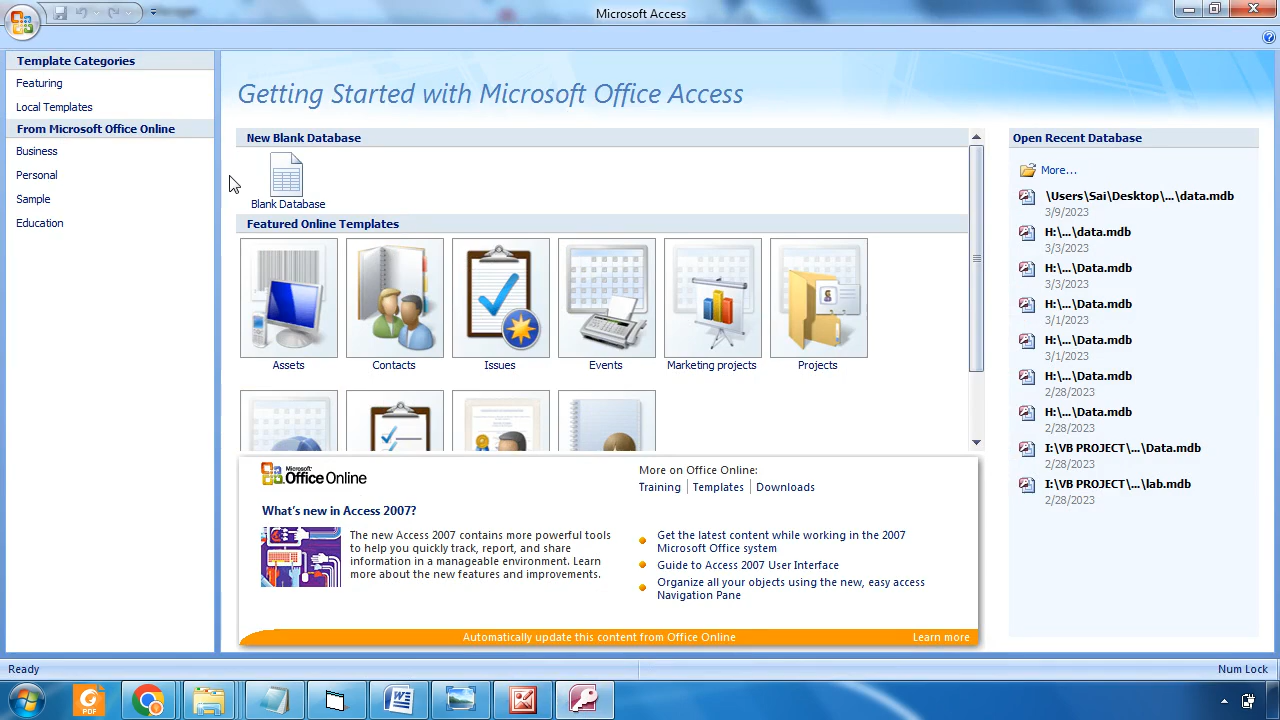 Microsoft Access
Template Categories
Featuring
Local Templates
From Microsoft Office Online
Business
Personal
Sample
Education
Getting Started with Microsoft Office Access
New Blank Database
Blank Database
Featured Online Templates
Assets
Contacts
Issues
Events
Marketing projects
Projects
Microsoft
Office Online
What's new in Access 2007?
The new Access 2007 contains more powerful tools
to help you quickly track, report, and share
information in a manageable environment. Learn
more about the new features and improvements.
More on Office Online:
Training | Templates | Downloads
Get the latest content while working in the 2007
Microsoft Office system
Guide to Access 2007 User Interface
Organize all your objects using the new, easy access
Navigation Pane
Automatically update this content from Office Online
Learn more
Open Recent Database
More...
\Users\Sai\Desktop\...\data.mdb
3/9/2023
H:\...\data.mdb
3/3/2023
H:\...\Data.mdb
3/3/2023
H:\...\Data.mdb
3/1/2023
H:\...\Data.mdb
3/1/2023
H:\...\Data.mdb
2/28/2023
H:\...\Data.mdb
2/28/2023
I:\VB PROJECT\...\Data.mdb
2/28/2023
I:\VB PROJECT\...\lab.mdb
2/28/2023
Ready
Num Lock
PDF